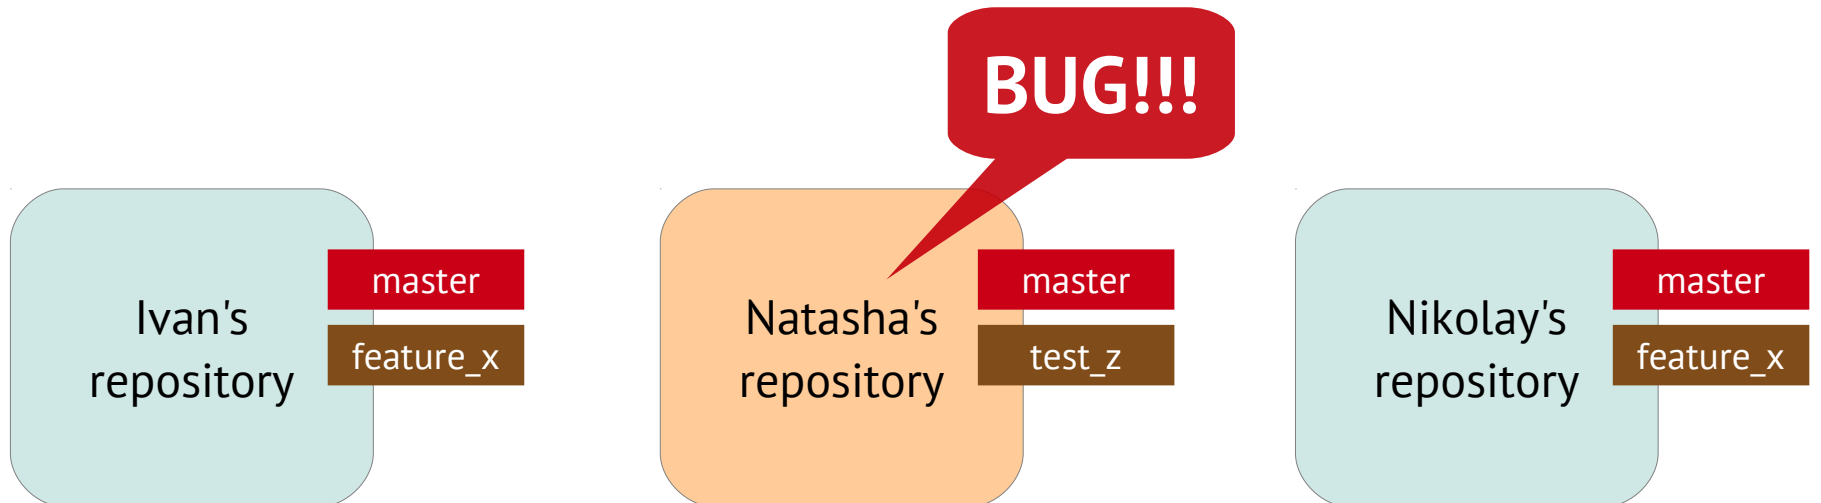 BUG!!!
Ivan's
repository
master
feature_x
Natasha's
repository
master
test_z
Nikolay's
repository
master
feature_x